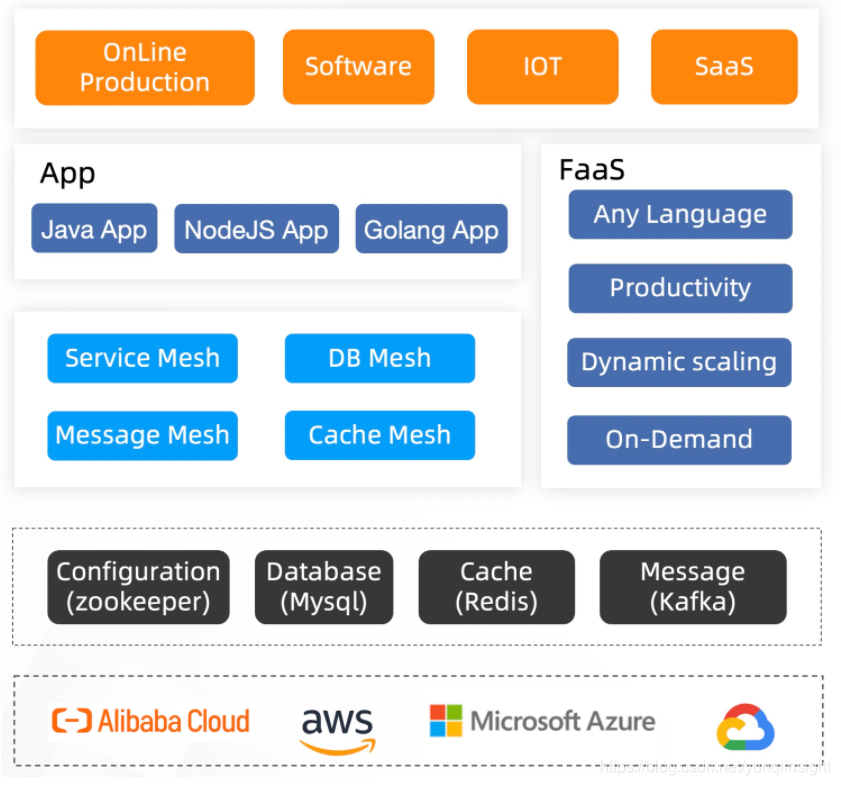 OnLine
Production
Software
IOT
SaaS
App
Java App
NodeJS App
Golang App
FaaS
Any Language
Productivity
Dynamic scaling
On-Demand
Service Mesh
DB Mesh
Message Mesh
Cache Mesh
Configuration
(zookeeper)
Database
(Mysql)
Cache
(Redis)
Message
(Kafka)
Alibaba Cloud
aws
Microsoft Azure
https://blog.csdn.net/yunqiinsight